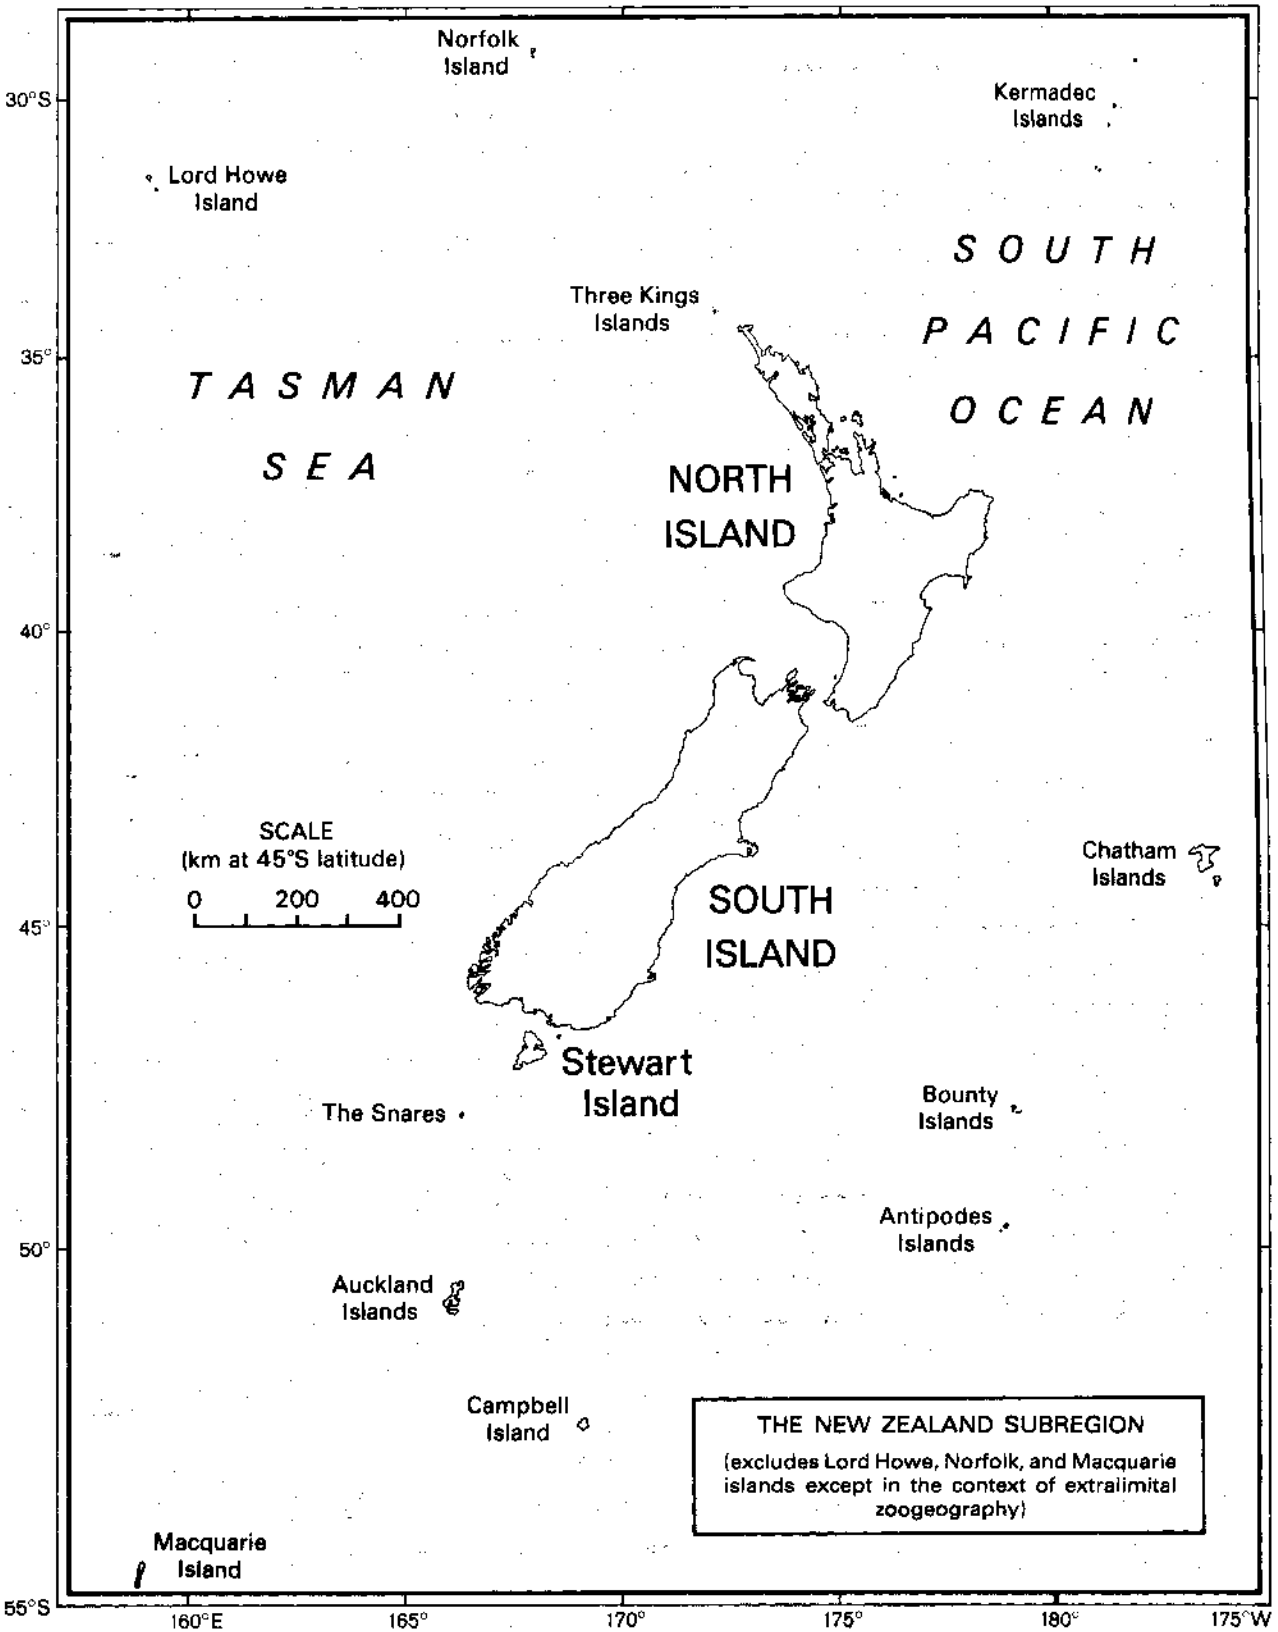 Norfolk
Island
30°S
Kermadec
Islands
Lord Howe
Island
SOUTH
PACIFIC
OCEAN
Three Kings
Islands
35°
TASMAN
SEA
NORTH
ISLAND
40°
SCALE
(km at 45°S latitude)
0 200 400
Chatham
Islands
SOUTH
ISLAND
45°
Stewart
Island
The Snares
Bounty
Islands
Antipodes
Islands
50°
Auckland
Islands
Campbell
Island
THE NEW ZEALAND SUBREGION
(excludes Lord Howe, Norfolk, and Macquarie
islands except in the context of extralimital
zoogeography)
Macquarie
Island
55°S
160°E 165° 170° 175° 180° 175°W